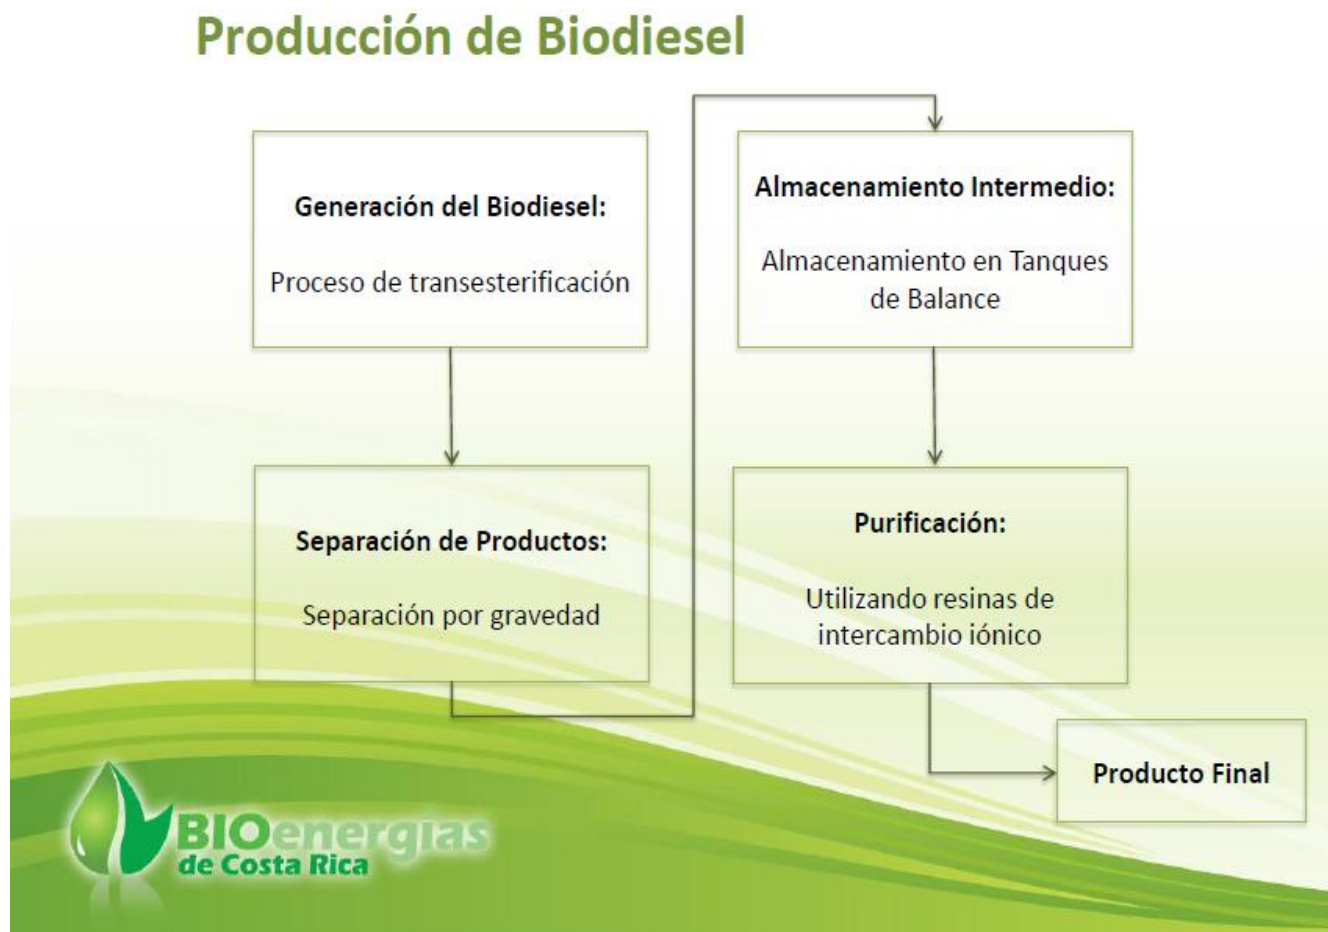 Producción de Biodiesel
Generación del Biodiesel:
Proceso de transesterificación
Separación de Productos:
Separación por gravedad
Almacenamiento Intermedio:
Almacenamiento en Tanques
de Balance
Purificación:
Utilizando resinas de
intercambio iónico
Producto Final
BIOenergías
de Costa Rica